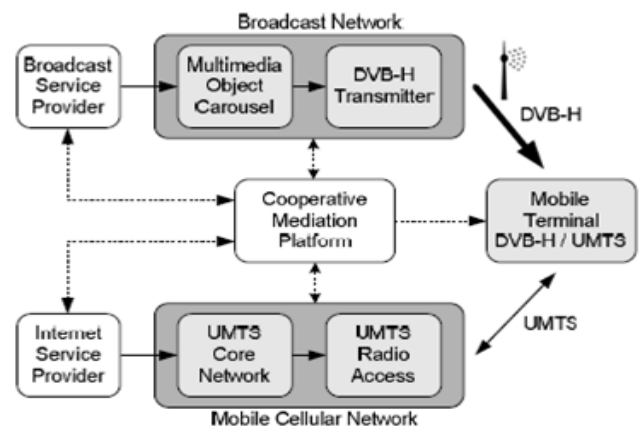 Broadcast Network
Broadcast
Service
Provider
Multimedia
Object
Carousel
DVB-H
Transmitter
DVB-H
Cooperative
Mediation
Platform
Mobile
Terminal
DVB-H / UMTS
Internet
Service
Provider
UMTS
Core
Network
UMTS
Radio
Access
UMTS
Mobile Cellular Network